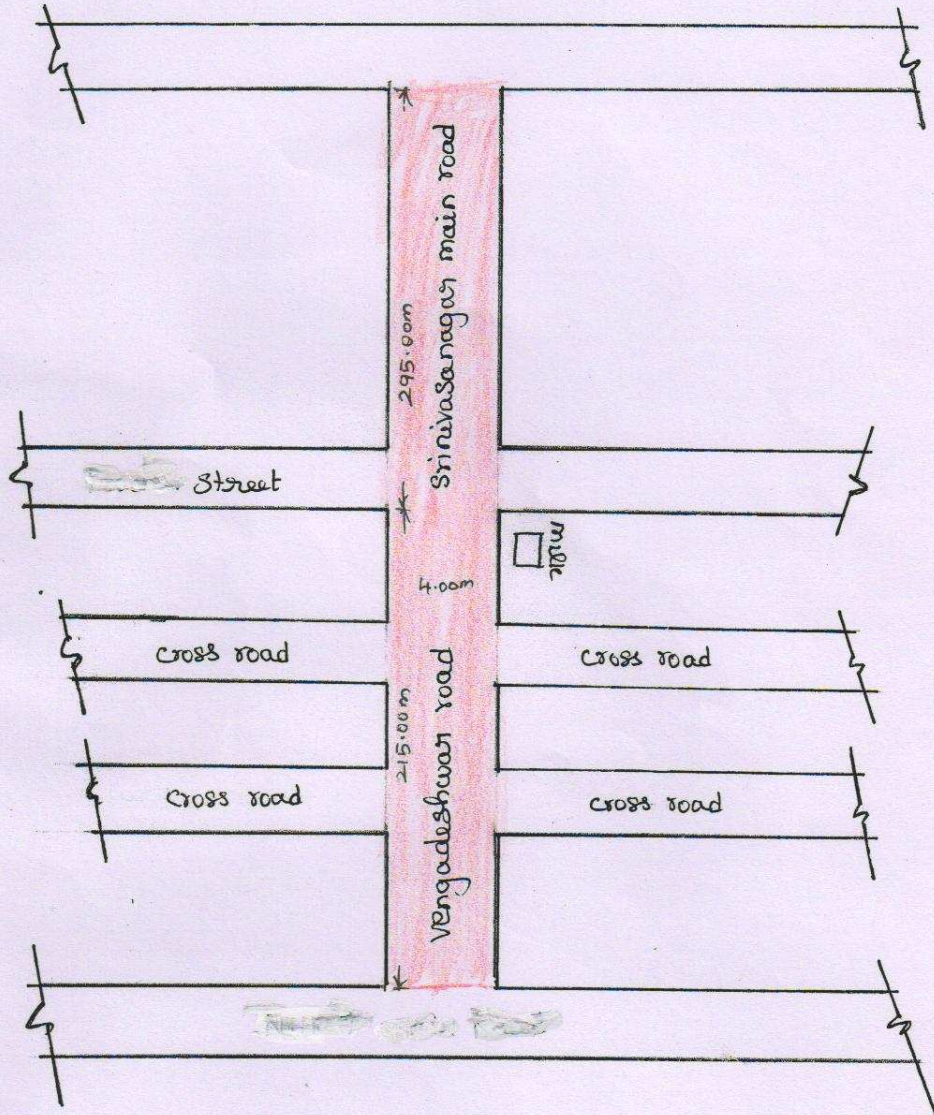 Srinivasanagar main road
295.00m
Street
milk
4.00m
cross road
cross road
Vengadeshwar road
215.00m
cross road
cross road